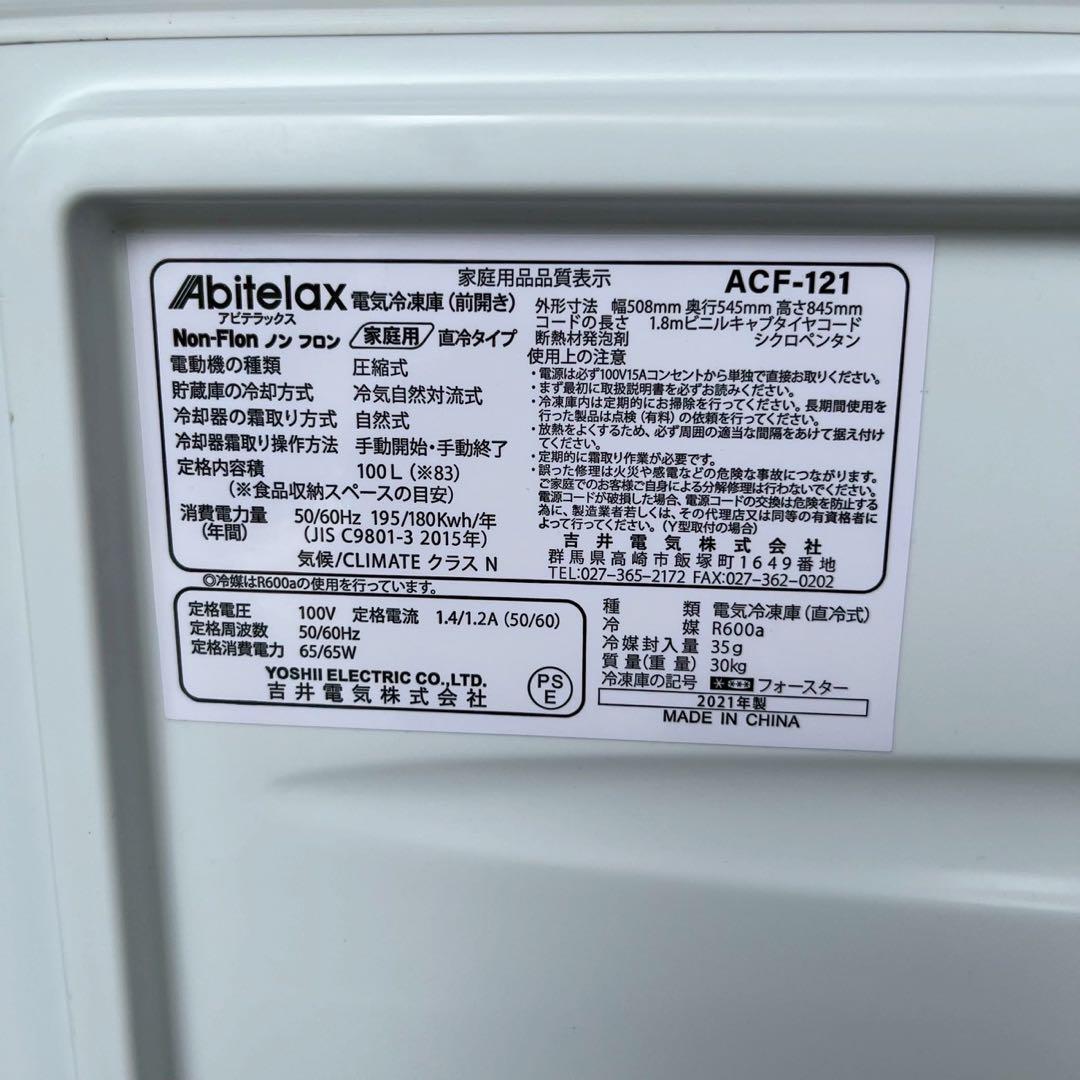 家庭用品品質表示
Abitelax 電気冷凍庫（前開き）
アビテラックス
Non-Flon ノン フロン 家庭用 直冷タイプ
電動機の種類 圧縮式
貯蔵庫の冷却方式 冷気自然対流式
冷却器の霜取り方式 自然式
冷却器霜取り操作方法 手動開始・手動終了
定格内容積 100L（※83）
（※食品収納スペースの目安）
消費電力量 50/60Hz 195/180Kwh/年
（年間） （JIS C9801-3 2015年）
気候/CLIMATE クラス N
ACF-121
外形寸法 幅508mm 奥行545mm 高さ845mm
コードの長さ 1.8mビニルキャブタイヤコード
断熱材発泡剤 シクロペンタン
使用上の注意
・電源は必ず100V15Aコンセントから単独で直接お取りください。
・まず最初に取扱説明書を必ずお読みください。
・冷凍庫内は定期的にお掃除を行ってください。長期間使用を
行った製品は点検（有料）の依頼を行ってください。
・放熱をよくするため、必ず周囲の適当な間隔をあけて据え付け
てください。
・定期的に霜取り作業が必要です。
・誤った修理は火災や感電などの危険な事故につながります。
ご家庭でのお客様ご自身による分解修理は行わないでください。
電源コードが破損した場合、電源コードの交換は危険を防止する
為に、製造業者若しくは、その代理店又は同等の有資格者に
よって行ってください。（Y型取付の場合）
吉井電気株式会社
群馬県高崎市飯塚町1649番地
TEL:027-365-2172 FAX:027-362-0202
◎冷媒はR600aの使用を行っています。
定格電圧 100V 定格電流 1.4/1.2A（50/60）
定格周波数 50/60Hz
定格消費電力 65/65W
YOSHII ELECTRIC CO.,LTD.
吉井電気株式会社
PS
E
種類 電気冷凍庫（直冷式）
冷媒 R600a
冷媒封入量 35g
質量（重量） 30kg
冷凍庫の記号 フォースター
2021年製
MADE IN CHINA